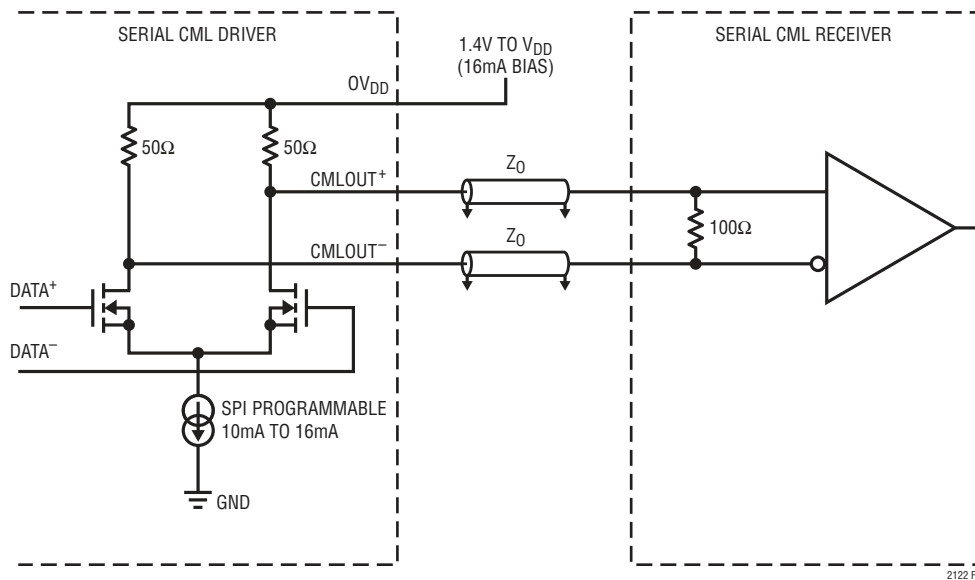 SERIAL CML DRIVER
SERIAL CML RECEIVER
1.4V TO VDD
(16mA BIAS)
OVDD
50Ω
50Ω
CMLOUT+
Z0
100Ω
CMLOUT−
Z0
DATA+
DATA−
SPI PROGRAMMABLE
10mA TO 16mA
GND
2122 F